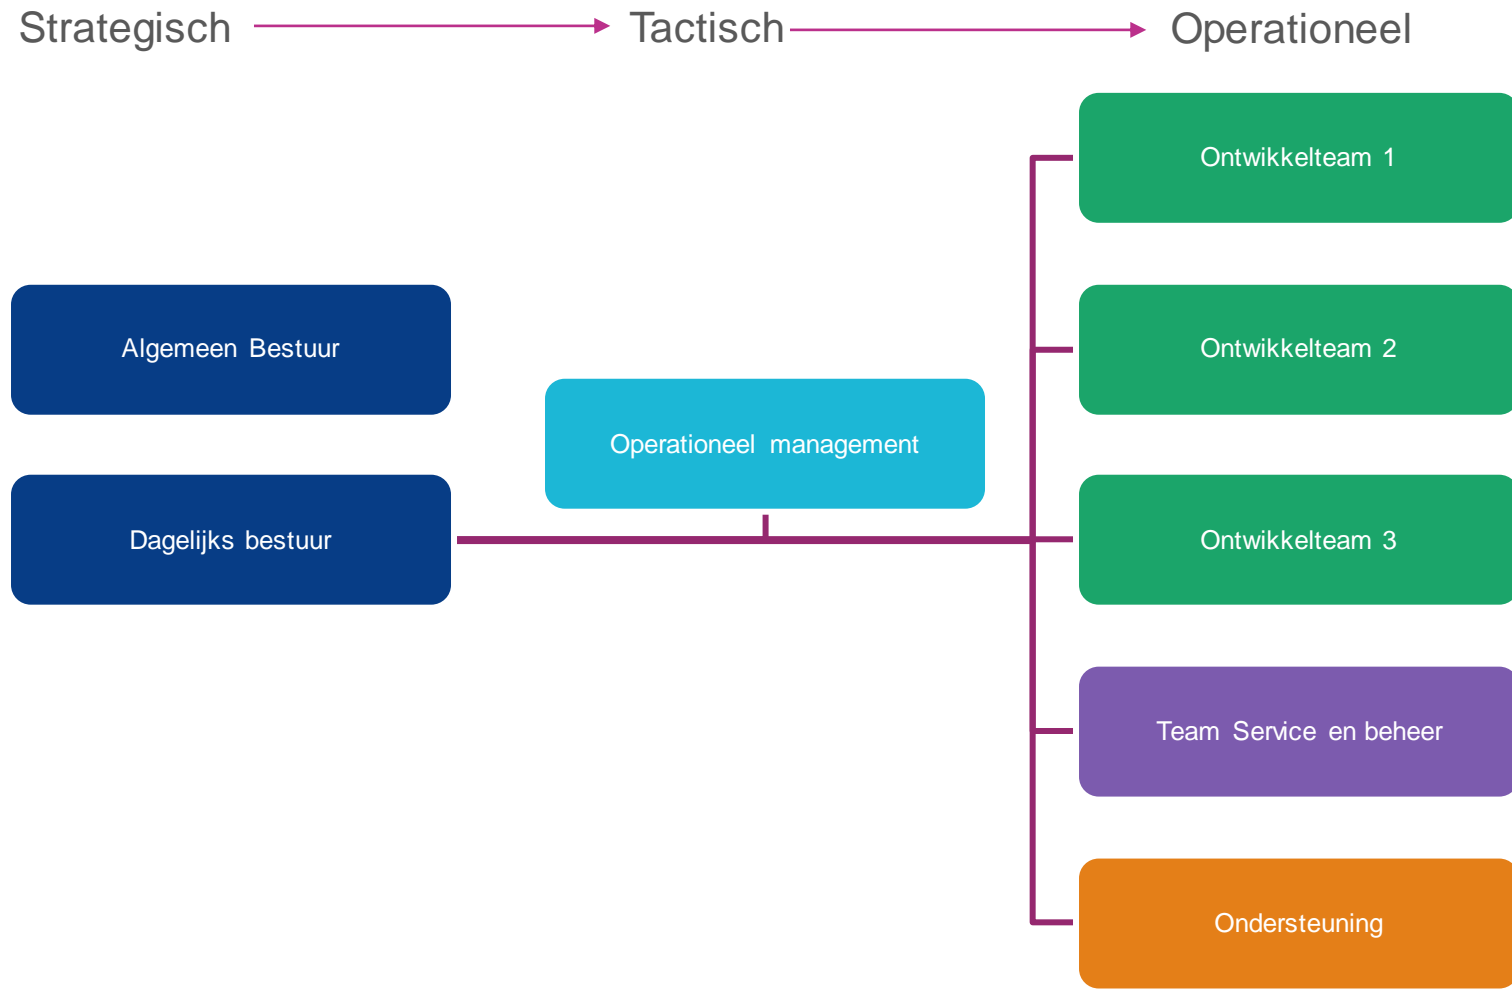 Strategisch
Tactisch
Operationeel
Algemeen Bestuur
Dagelijks bestuur
Operationeel management
Ontwikkelteam 1
Ontwikkelteam 2
Ontwikkelteam 3
Team Service en beheer
Ondersteuning